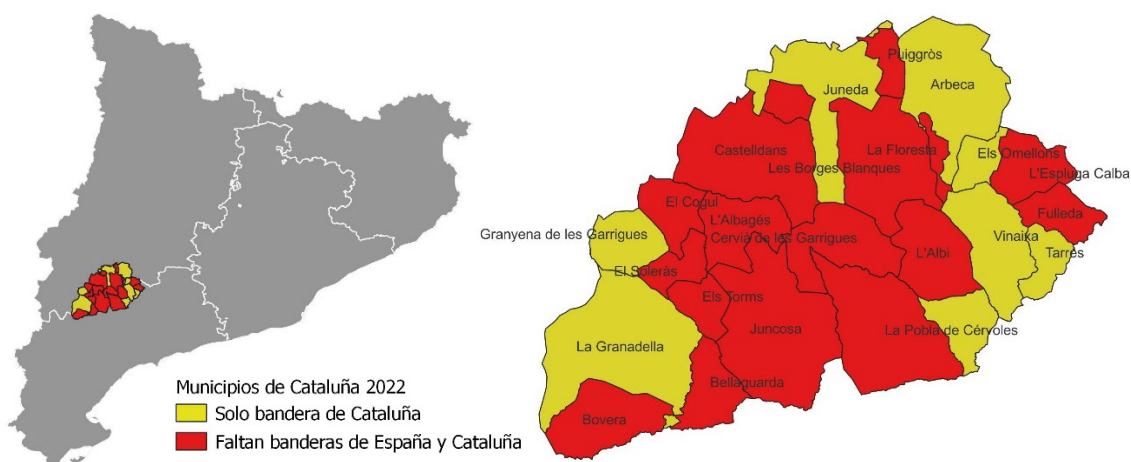 Municipios de Cataluña 2022
Solo bandera de Cataluña
Faltan banderas de España y Cataluña
Puiggròs
Arbeca
Juneda
Castelldans
La Floresta
Els Omellons
Les Borges Blanques
L'Espluga Calba
El Cogul
L'Albagés
Fulleda
Granyena de les Garrigues
Cervià de les Garrigues
Vinaixa
L'Albi
Tarrés
El Soleràs
Els Torms
La Granadella
Juncosa
La Pobla de Cérvoles
Bellaguarda
Bovera